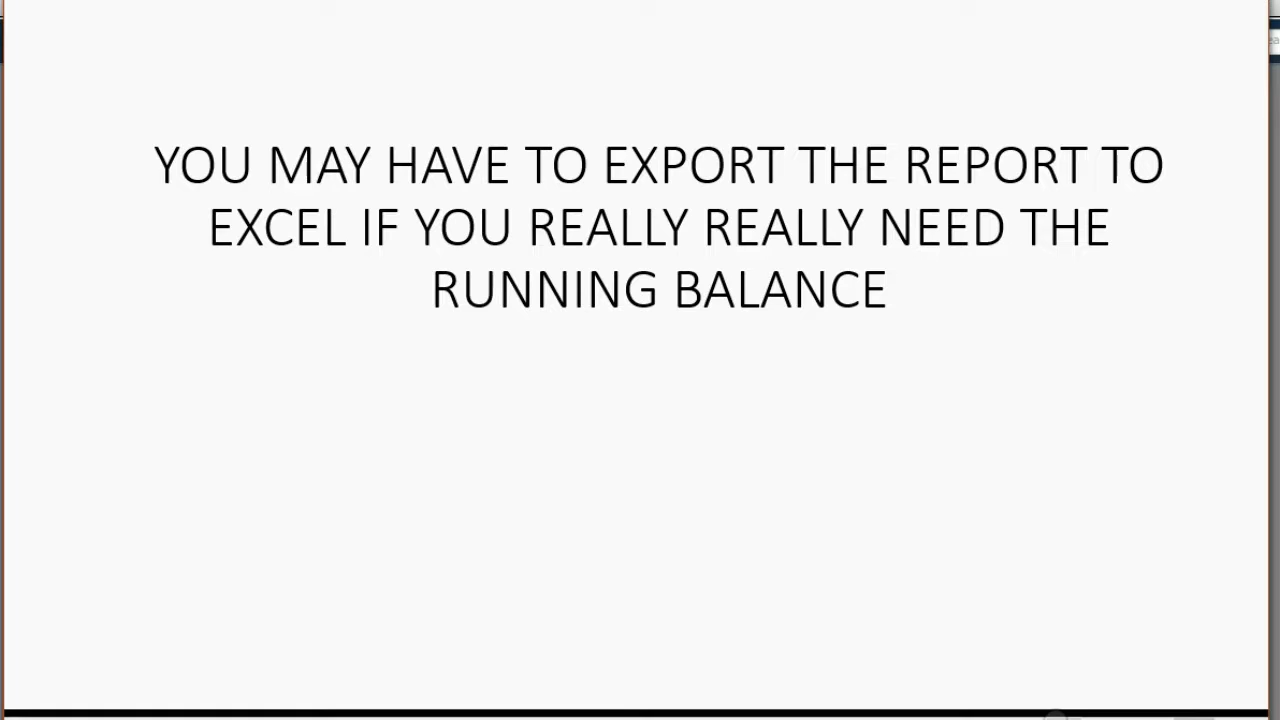 YOU MAY HAVE TO EXPORT THE REPORT TO
EXCEL IF YOU REALLY REALLY NEED THE
RUNNING BALANCE